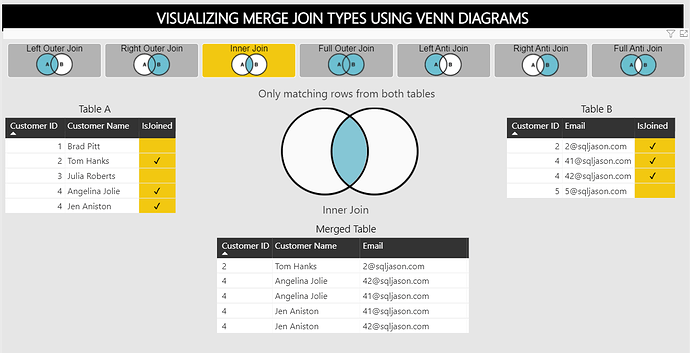 VISUALIZING MERGE JOIN TYPES USING VENN DIAGRAMS
Left Outer Join Right Outer Join Inner Join Full Outer Join Left Anti Join Right Anti Join Full Anti Join
A B A B A B A B A B A B A B
Only matching rows from both tables
Table A
Customer ID Customer Name IsJoined
1 Brad Pitt
2 Tom Hanks ✓
3 Julia Roberts
4 Angelina Jolie ✓
4 Jen Aniston ✓
Table B
Customer ID Email IsJoined
2 2@sqljason.com ✓
4 41@sqljason.com ✓
4 42@sqljason.com ✓
5 5@sqljason.com
Inner Join
Merged Table
Customer ID Customer Name Email
2 Tom Hanks 2@sqljason.com
4 Angelina Jolie 42@sqljason.com
4 Angelina Jolie 41@sqljason.com
4 Jen Aniston 41@sqljason.com
4 Jen Aniston 42@sqljason.com